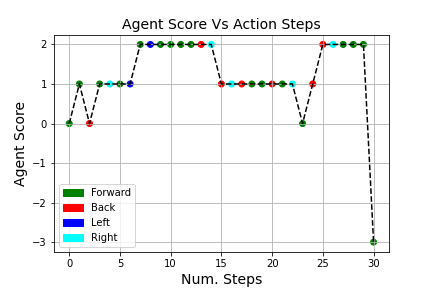 Agent Score Vs Action Steps
Agent Score
2
1
0
−1
−2
−3
Forward
Back
Left
Right
0 5 10 15 20 25 30
Num. Steps